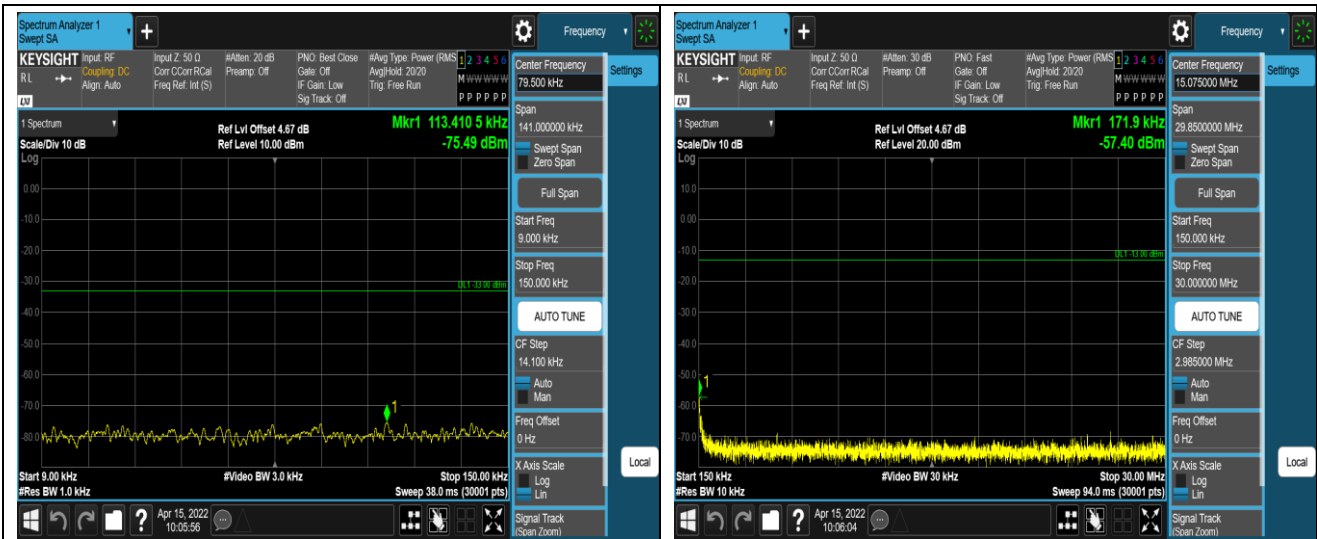 Spectrum Analyzer 1
Swept SA
+
Frequency
KEYSIGHT
RL
LXI
Input: RF
Coupling: DC
Align: Auto
Input Z: 50 Ω
Corr CCorr RCal
Freq Ref: Int (S)
#Atten: 20 dB
Preamp: Off
PNO: Best Close
Gate: Off
IF Gain: Low
Sig Track: Off
#Avg Type: Power (RMS
Avg|Hold: 20/20
Trig: Free Run
1 2 3 4 5 6
M W W W W W
P P P P P P
1 Spectrum
Scale/Div 10 dB
Log
Ref Lvl Offset 4.67 dB
Ref Level 10.00 dBm
Mkr1 113.410 5 kHz
-75.49 dBm
0.00
-10.0
-20.0
-30.0
DL1 -33.00 dBm
-40.0
-50.0
-60.0
-70.0
1
-80.0
Start 9.00 kHz
#Res BW 1.0 kHz
#Video BW 3.0 kHz
Stop 150.00 kHz
Sweep 38.0 ms (30001 pts)
Center Frequency
79.500 kHz
Settings
Span
141.000000 kHz
Swept Span
Zero Span
Full Span
Start Freq
9.000 kHz
Stop Freq
150.000 kHz
AUTO TUNE
CF Step
14.100 kHz
Auto
Man
Freq Offset
0 Hz
X Axis Scale
Log
Lin
Local
Signal Track
(Span Zoom)
?
Apr 15, 2022
10:05:56
Spectrum Analyzer 1
Swept SA
+
Frequency
KEYSIGHT
RL
LXI
Input: RF
Coupling: DC
Align: Auto
Input Z: 50 Ω
Corr CCorr RCal
Freq Ref: Int (S)
#Atten: 30 dB
Preamp: Off
PNO: Fast
Gate: Off
IF Gain: Low
Sig Track: Off
#Avg Type: Power (RMS
Avg|Hold: 20/20
Trig: Free Run
1 2 3 4 5 6
M W W W W W
P P P P P P
1 Spectrum
Scale/Div 10 dB
Log
Ref Lvl Offset 4.67 dB
Ref Level 20.00 dBm
Mkr1 171.9 kHz
-57.40 dBm
10.0
0.00
-10.0
DL1 -13.00 dBm
-20.0
-30.0
-40.0
-50.0
1
-60.0
-70.0
Start 150 kHz
#Res BW 10 kHz
#Video BW 30 kHz
Stop 30.00 MHz
Sweep 94.0 ms (30001 pts)
Center Frequency
15.075000 MHz
Settings
Span
29.8500000 MHz
Swept Span
Zero Span
Full Span
Start Freq
150.000 kHz
Stop Freq
30.000000 MHz
AUTO TUNE
CF Step
2.985000 MHz
Auto
Man
Freq Offset
0 Hz
X Axis Scale
Log
Lin
Local
Signal Track
(Span Zoom)
?
Apr 15, 2022
10:06:04